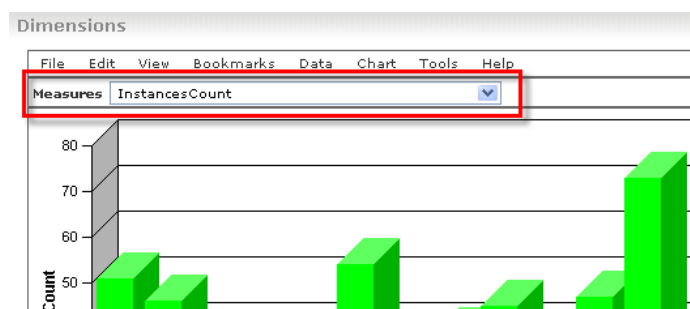 Dimensions
File Edit View Bookmarks Data Chart Tools Help
Measures InstancesCount
80
70
60
50
Count